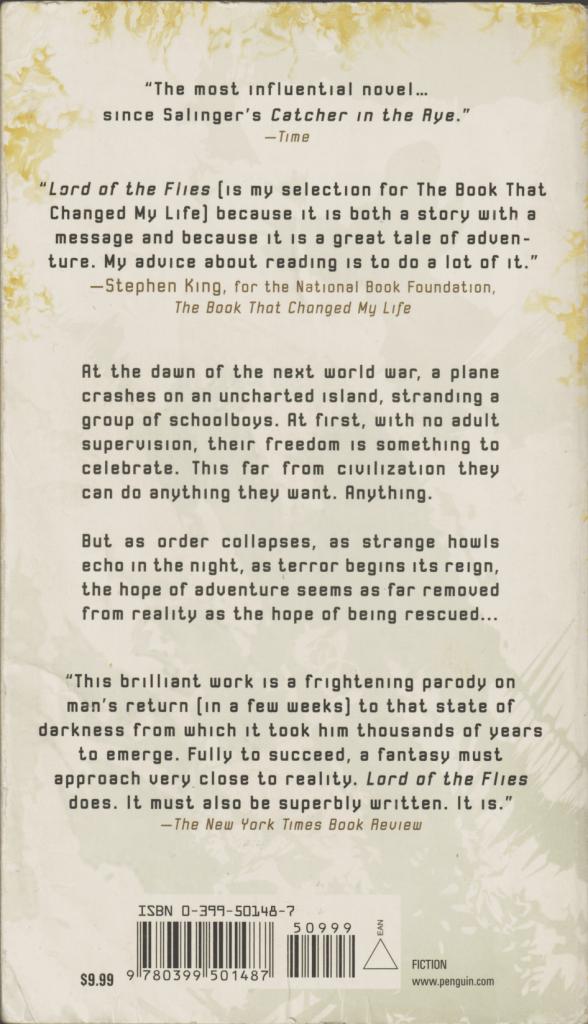 “The most influential novel...
since Salinger's Catcher in the Rye.”
—Time
“Lord of the Flies [is my selection for The Book That
Changed My Life] because it is both a story with a
message and because it is a great tale of adven-
ture. My advice about reading is to do a lot of it.”
—Stephen King, for the National Book Foundation,
The Book That Changed My Life
At the dawn of the next world war, a plane
crashes on an uncharted island, stranding a
group of schoolboys. At first, with no adult
supervision, their freedom is something to
celebrate. This far from civilization they
can do anything they want. Anything.
But as order collapses, as strange howls
echo in the night, as terror begins its reign,
the hope of adventure seems as far removed
from reality as the hope of being rescued...
“This brilliant work is a frightening parody on
man's return [in a few weeks] to that state of
darkness from which it took him thousands of years
to emerge. Fully to succeed, a fantasy must
approach very close to reality. Lord of the Flies
does. It must also be superbly written. It is.”
—The New York Times Book Review
ISBN 0-399-50148-7
50999
EAN
$9.99
9 780399 501487
FICTION
www.penguin.com